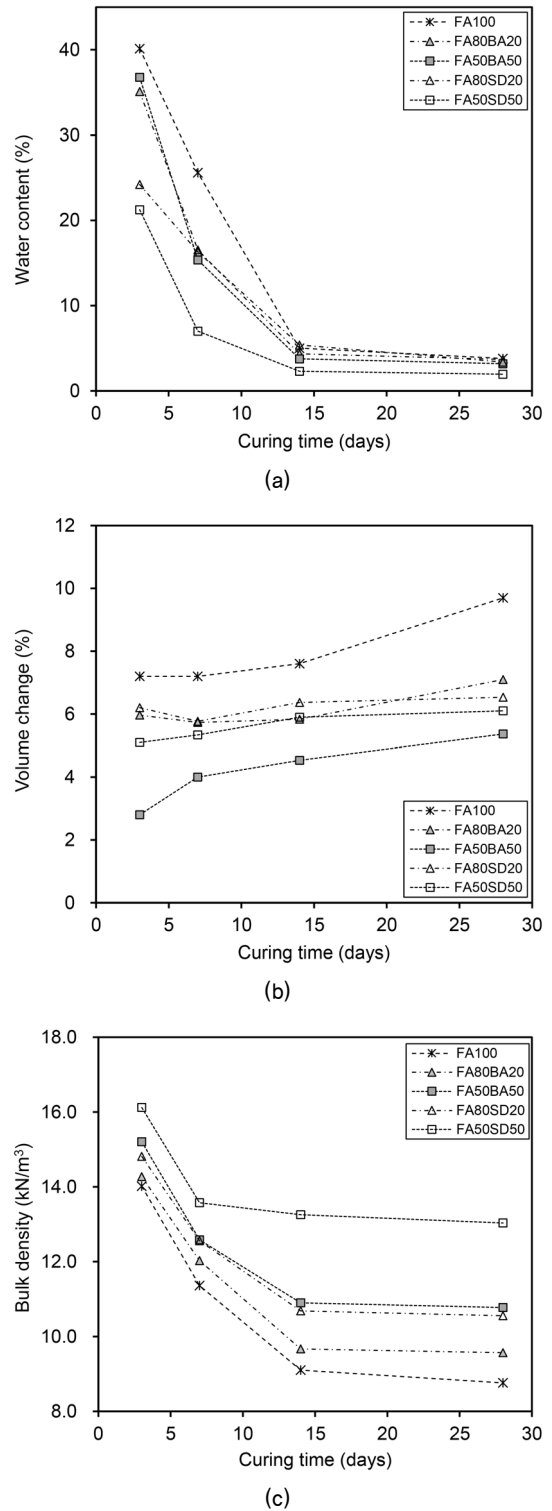 FA100
FA80BA20
FA50BA50
FA80SD20
FA50SD50
40
30
20
10
0
Water content (%)
0 5 10 15 20 25 30
Curing time (days)
(a)
12
10
8
6
4
2
0
Volume change (%)
FA100
FA80BA20
FA50BA50
FA80SD20
FA50SD50
0 5 10 15 20 25 30
Curing time (days)
(b)
18.0
16.0
14.0
12.0
10.0
8.0
Bulk density (kN/m³)
FA100
FA80BA20
FA50BA50
FA80SD20
FA50SD50
0 5 10 15 20 25 30
Curing time (days)
(c)